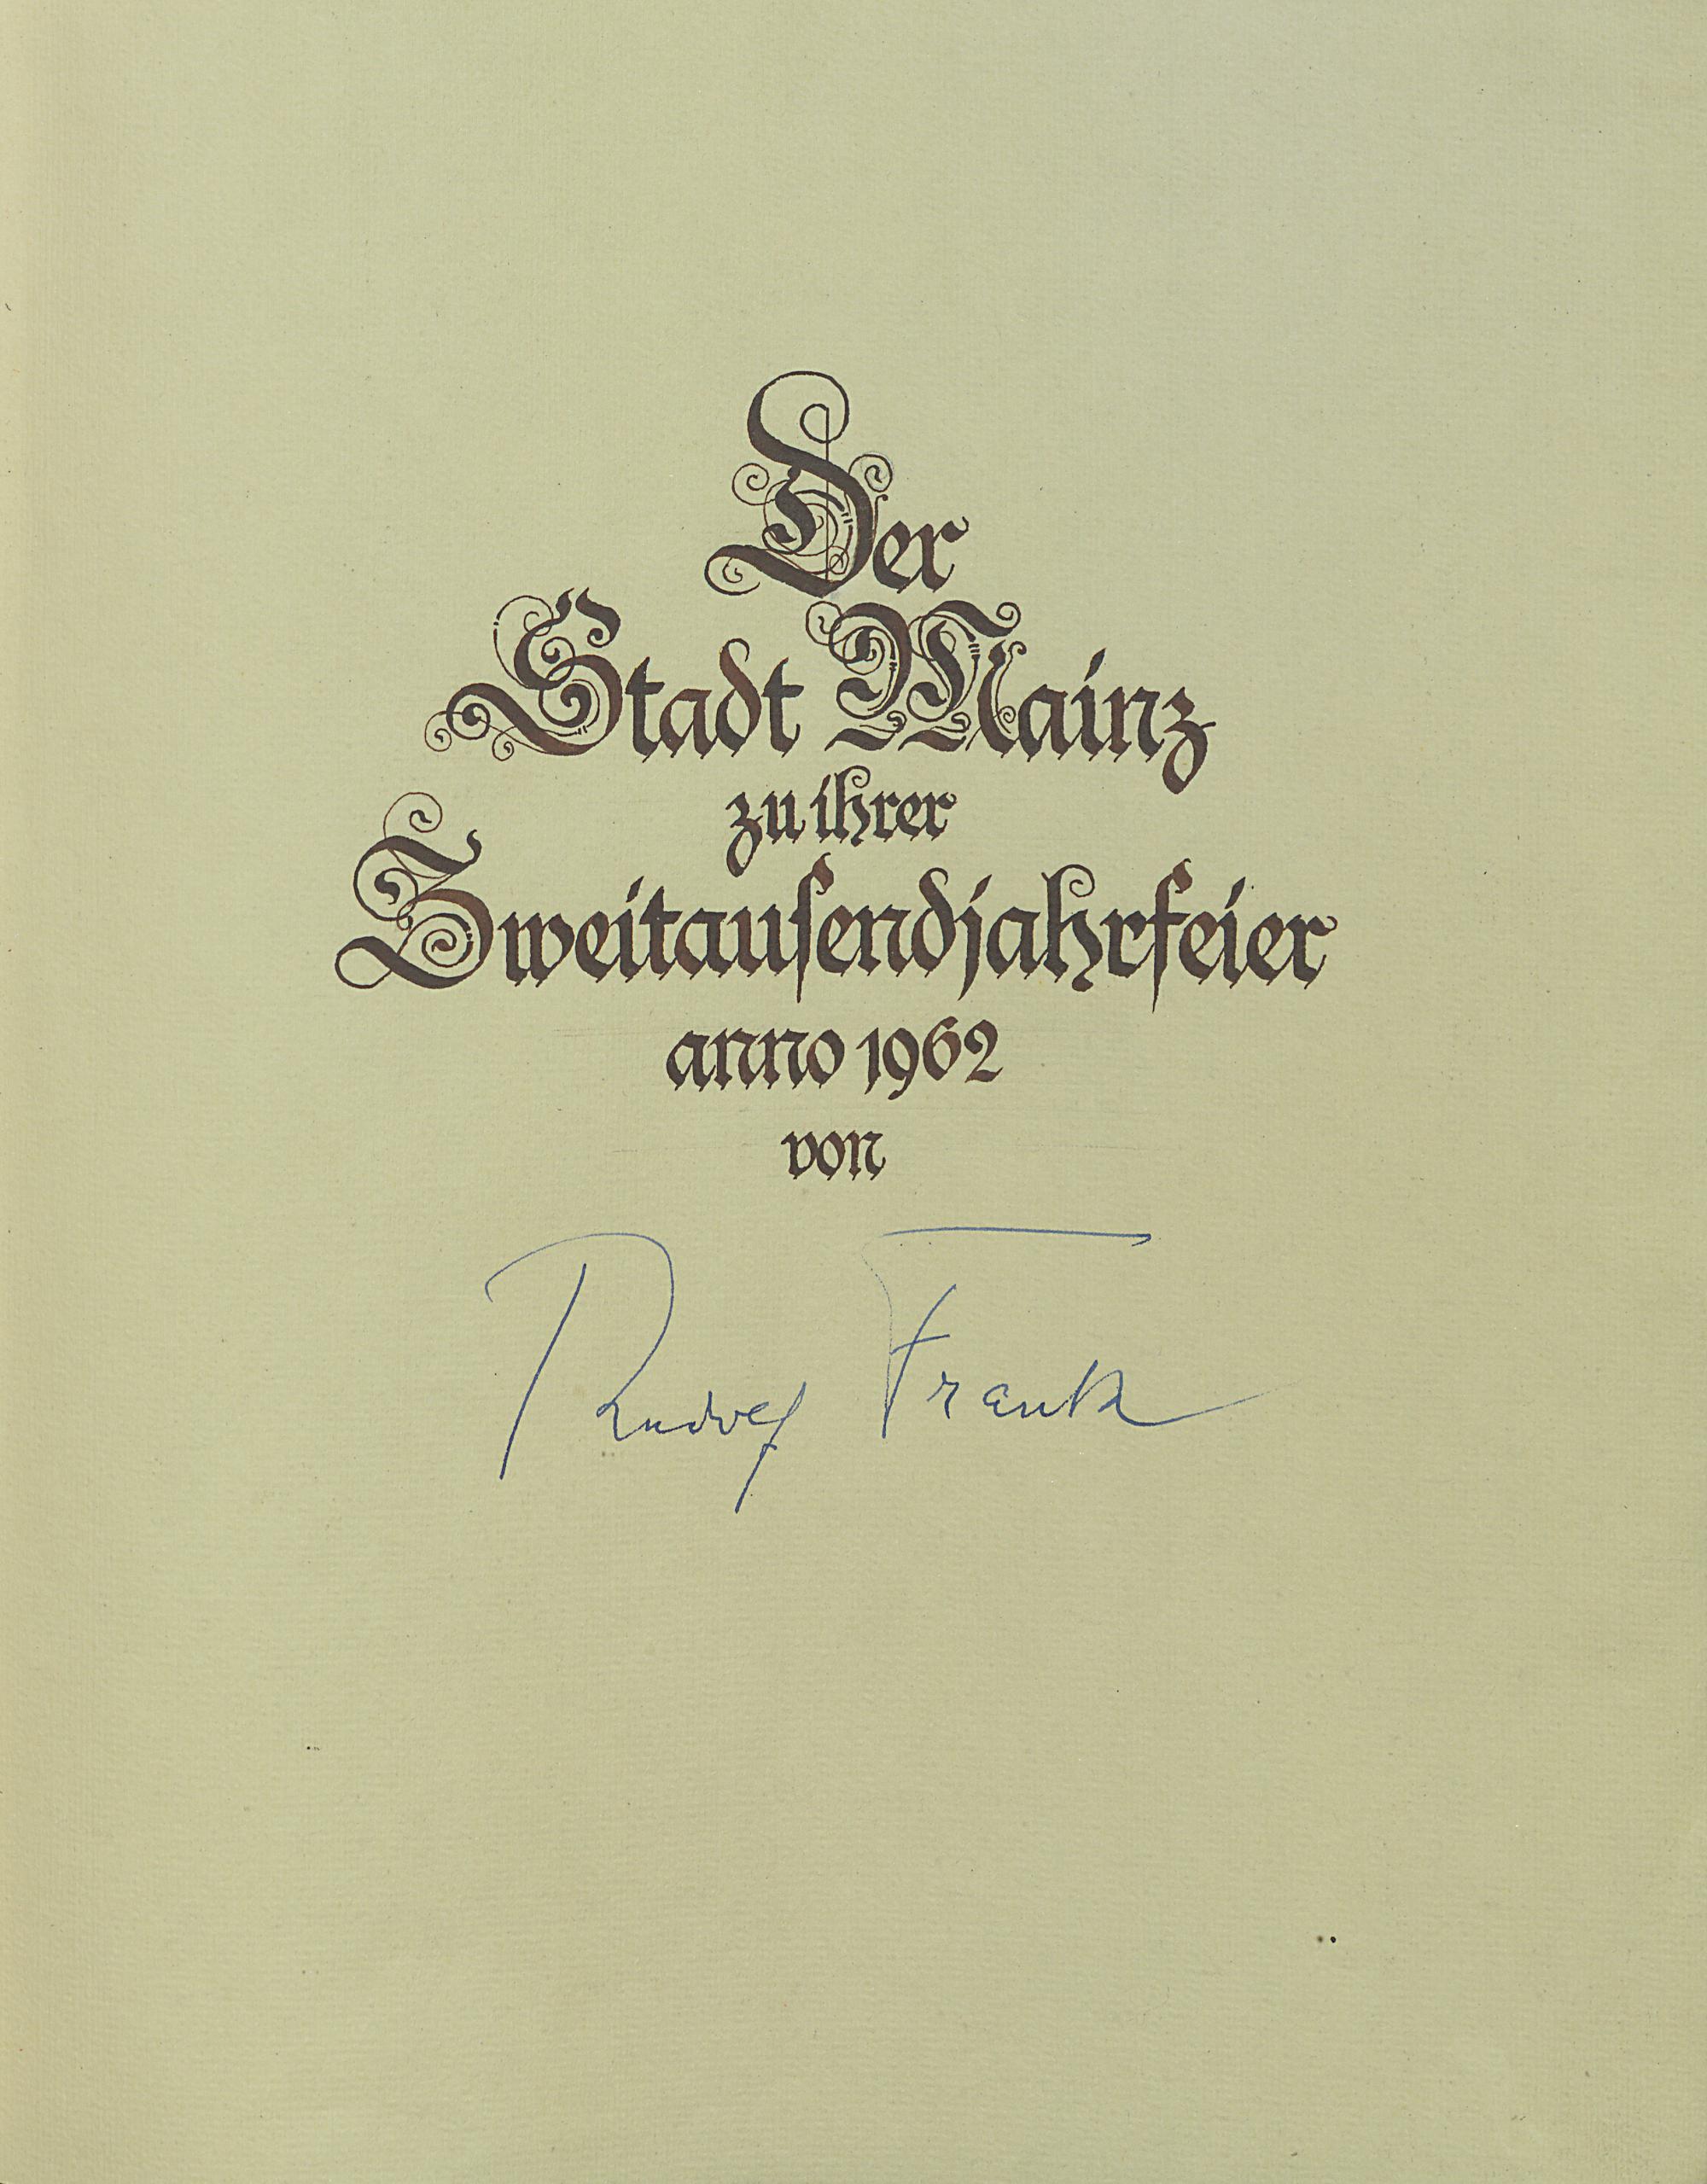 Der
Stadt Mainz
zu ihrer
Zweitauſendjahrfeier
anno 1962
von
Rudolf Frank